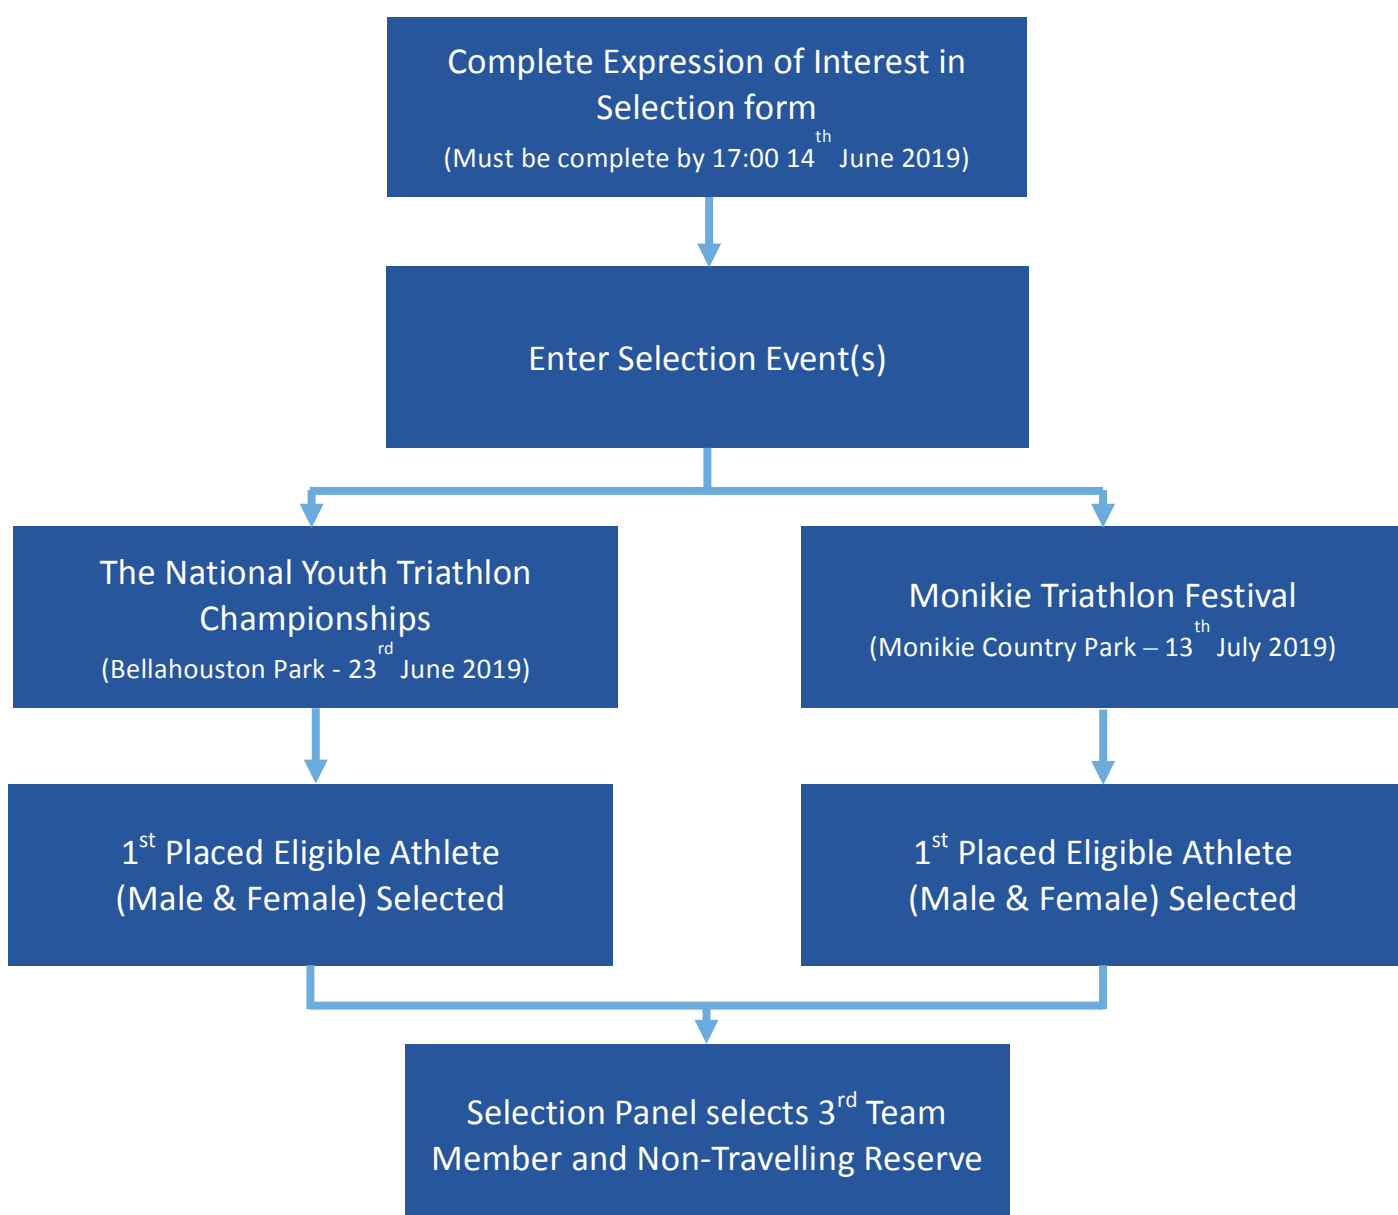 Complete Expression of Interest in
Selection form
(Must be complete by 17:00 14th June 2019)
Enter Selection Event(s)
The National Youth Triathlon
Championships
(Bellahouston Park - 23rd June 2019)
Monikie Triathlon Festival
(Monikie Country Park – 13th July 2019)
1st Placed Eligible Athlete
(Male & Female) Selected
1st Placed Eligible Athlete
(Male & Female) Selected
Selection Panel selects 3rd Team
Member and Non-Travelling Reserve